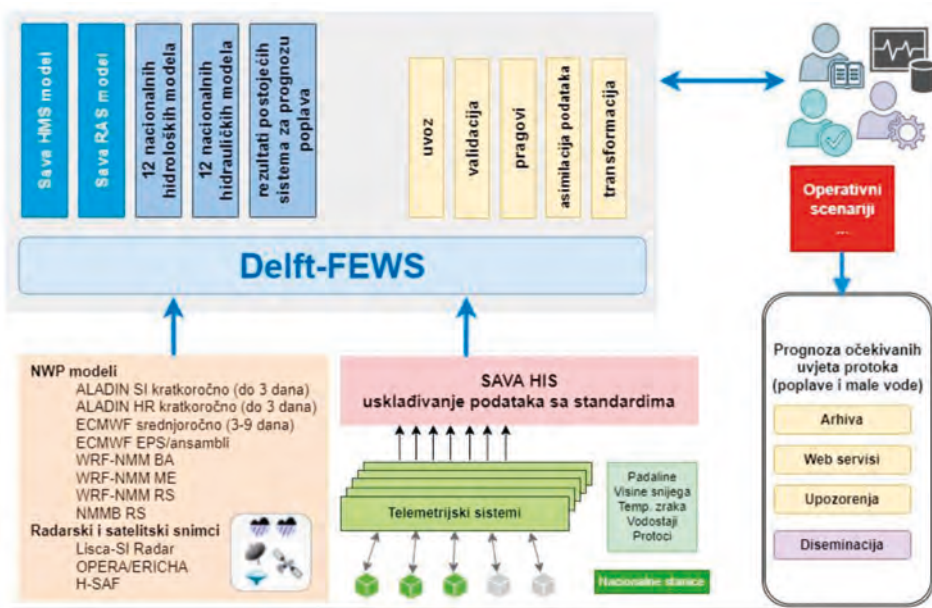 Sava HMS model
Sava RAS model
12 nacionalnih
hidroloških modela
12 nacionalnih
hidrauličkih modela
rezultati postojećih
sistema za prognozu
poplava
uvoz
validacija
pragovi
asimilacija podataka
transformacija
Delft-FEWS
Operativni
scenariji
...
NWP modeli
ALADIN SI kratkoročno (do 3 dana)
ALADIN HR kratkoročno (do 3 dana)
ECMWF srednjoročno (3-9 dana)
ECMWF EPS/ansambli
WRF-NMM BA
WRF-NMM ME
WRF-NMM RS
NMMB RS
Radarski i satelitski snimci
Lisca-SI Radar
OPERA/ERICHA
H-SAF
SAVA HIS
usklađivanje podataka sa standardima
Telemetrijski sistemi
Padaline
Visine snijega
Temp. zraka
Vodostaji
Protoci
Nacionalne stanice
Prognoza očekivanih
uvjeta protoka
(poplave i male vode)
Arhiva
Web servisi
Upozorenja
Diseminacija